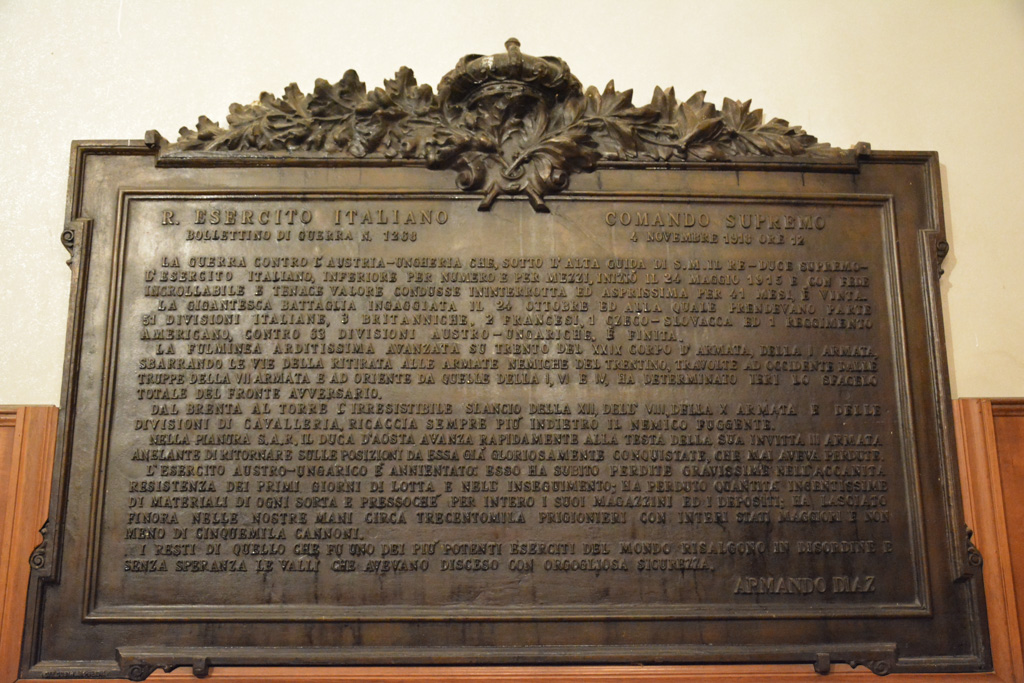 R. ESERCITO ITALIANO COMANDO SUPREMO
BOLLETTINO DI GUERRA N. 1268 4 NOVEMBRE 1918 ORE 12
LA GUERRA CONTRO L'AUSTRIA-UNGHERIA CHE, SOTTO L'ALTA GUIDA DI S.M. IL RE-DUCE SUPREMO-
L'ESERCITO ITALIANO, INFERIORE PER NUMERO E PER MEZZI, INIZIÒ IL 24 MAGGIO 1915 E CON FEDE
INCROLLABILE E TENACE VALORE CONDUSSE ININTERROTTA ED ASPRISSIMA PER 41 MESI, È VINTA.
LA GIGANTESCA BATTAGLIA INGAGGIATA IL 24 OTTOBRE ED ALLA QUALE PRENDEVANO PARTE
51 DIVISIONI ITALIANE, 3 BRITANNICHE, 2 FRANCESI, 1 CZECO-SLOVACCA ED 1 REGGIMENTO
AMERICANO, CONTRO 63 DIVISIONI AUSTRO-UNGARICHE, È FINITA.
LA FULMINEA ARDITISSIMA AVANZATA SU TRENTO DEL XXIX CORPO D'ARMATA, DELLA I ARMATA,
SBARRANDO LE VIE DELLA RITIRATA ALLE ARMATE NEMICHE DEL TRENTINO, TRAVOLTE AD OCCIDENTE DALLE
TRUPPE DELLA VII ARMATA E AD ORIENTE DA QUELLE DELLA I, VI E IV, HA DETERMINATO IERI LO SFACELO
TOTALE DEL FRONTE AVVERSARIO.
DAL BRENTA AL TORRE L'IRRESISTIBILE SLANCIO DELLA XII, DELL' VIII, DELLA X ARMATA E DELLE
DIVISIONI DI CAVALLERIA, RICACCIA SEMPRE PIU' INDIETRO IL NEMICO FUGGENTE.
NELLA PIANURA S.A.R. IL DUCA D'AOSTA AVANZA RAPIDAMENTE ALLA TESTA DELLA SUA INVITTA III ARMATA
ANELANTE DI RITORNARE SULLE POSIZIONI DA ESSA GIÀ GLORIOSAMENTE CONQUISTATE, CHE MAI AVEVA PERDUTE.
L'ESERCITO AUSTRO-UNGARICO È ANNIENTATO: ESSO HA SUBITO PERDITE GRAVISSIME NELL'ACCANITA
RESISTENZA DEI PRIMI GIORNI DI LOTTA E NELL' INSEGUIMENTO; HA PERDUTO QUANTITÀ INGENTISSIME
DI MATERIALI DI OGNI SORTA E PRESSOCHÉ PER INTERO I SUOI MAGAZZINI ED I DEPOSITI; HA LASCIATO
FINORA NELLE NOSTRE MANI CIRCA TRECENTOMILA PRIGIONIERI CON INTERI STATI MAGGIORI E NON
MENO DI CINQUEMILA CANNONI.
I RESTI DI QUELLO CHE FU UNO DEI PIÙ POTENTI ESERCITI DEL MONDO RISALGONO IN DISORDINE E
SENZA SPERANZA LE VALLI CHE AVEVANO DISCESO CON ORGOGLIOSA SICUREZZA.
ARMANDO DIAZ